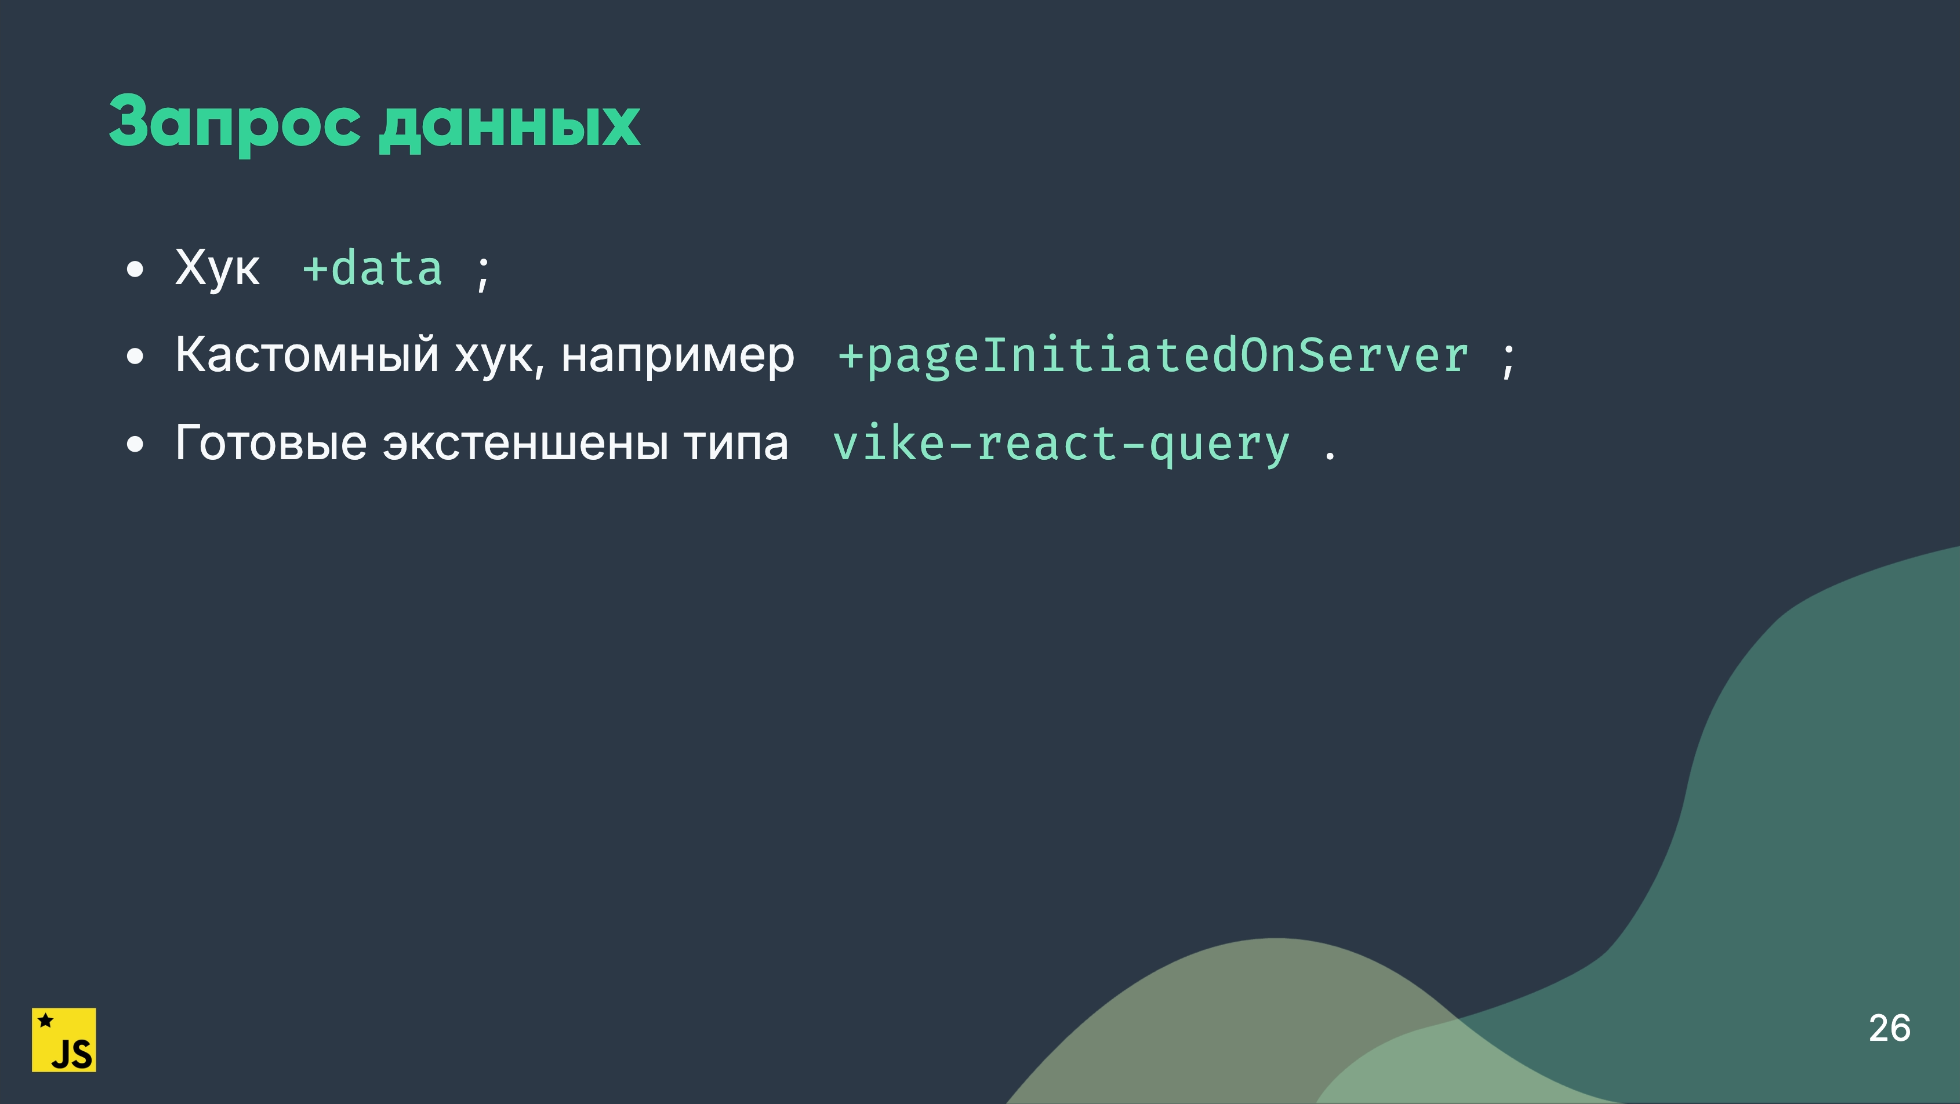 Запрос данных
• Хук +data ;
• Кастомный хук, например +pageInitiatedOnServer ;
• Готовые экстеншены типа vike-react-query .
JS
26